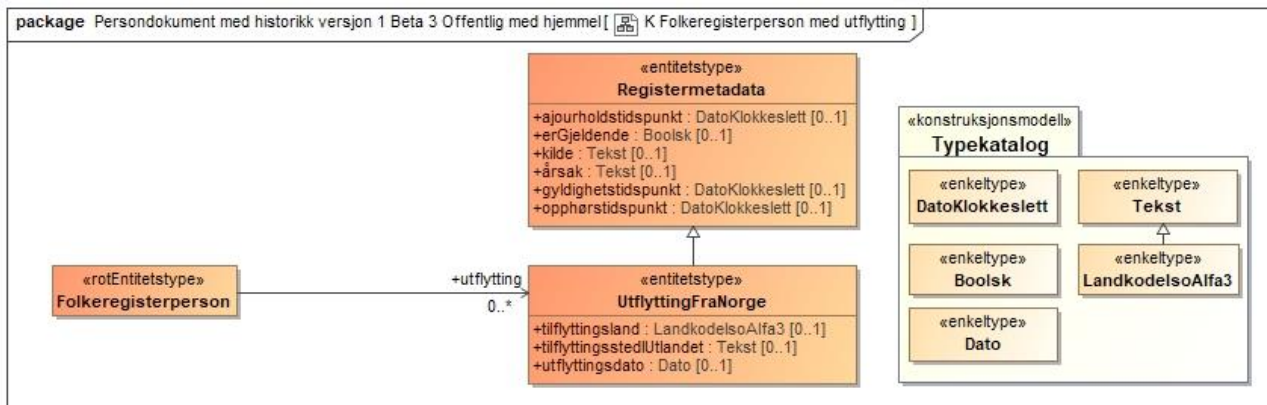 package Persondokument med historikk versjon 1 Beta 3 Offentlig med hjemmel[ K Folkeregisterperson med utflytting ]
«entitetstype»
Registermetadata
+ajourholdstidspunkt : DatoKlokkeslett [0..1]
+erGjeldende : Boolsk [0..1]
+kilde : Tekst [0..1]
+årsak : Tekst [0..1]
+gyldighetstidspunkt : DatoKlokkeslett [0..1]
+opphørstidspunkt : DatoKlokkeslett [0..1]
«rotEntitetstype»
Folkeregisterperson
+utflytting
0..*
«entitetstype»
UtflyttingFraNorge
+tilflyttingsland : LandkodeIsoAlfa3 [0..1]
+tilflyttingsstedIUtlandet : Tekst [0..1]
+utflyttingsdato : Dato [0..1]
«konstruksjonsmodell»
Typekatalog
«enkeltype»
DatoKlokkeslett
«enkeltype»
Tekst
«enkeltype»
Boolsk
«enkeltype»
LandkodeIsoAlfa3
«enkeltype»
Dato